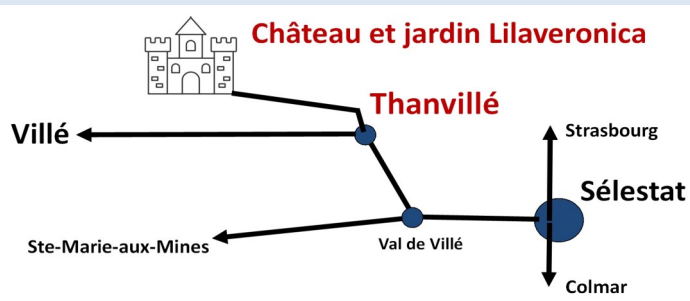 Château et jardin Lilaveronica
Thanvillé
Villé
Strasbourg
Sélestat
Ste-Marie-aux-Mines
Val de Villé
Colmar